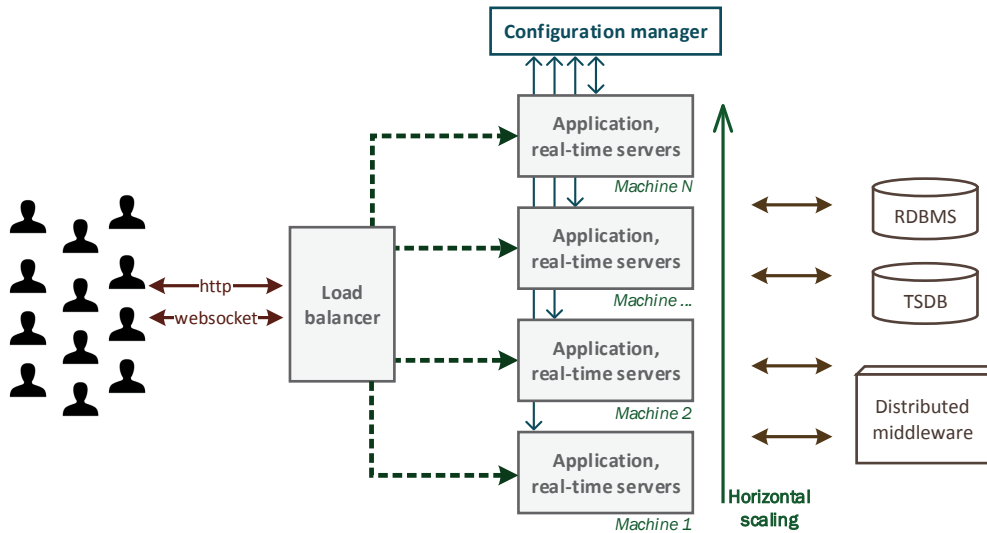 Configuration manager
Application,
real-time servers
Machine N
Application,
real-time servers
Machine ...
Application,
real-time servers
Machine 2
Application,
real-time servers
Machine 1
http
websocket
Load
balancer
Horizontal
scaling
RDBMS
TSDB
Distributed
middleware